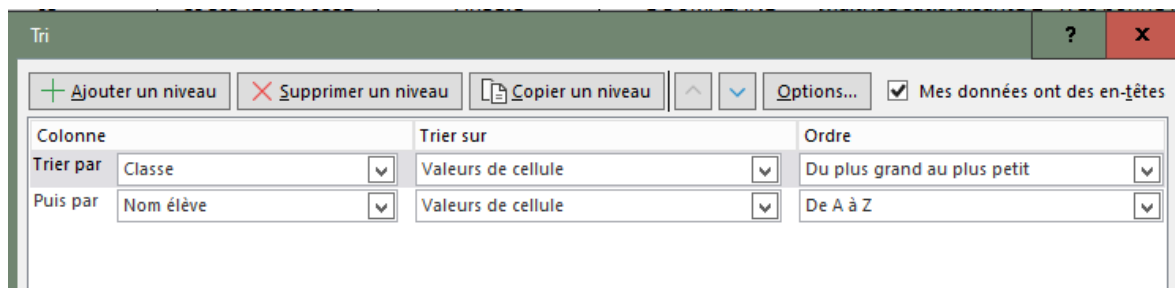 Tri ? x
Ajouter un niveau Supprimer un niveau Copier un niveau Options... Mes données ont des en-têtes
Colonne Trier sur Ordre
Trier par Classe Valeurs de cellule Du plus grand au plus petit
Puis par Nom élève Valeurs de cellule De A à Z